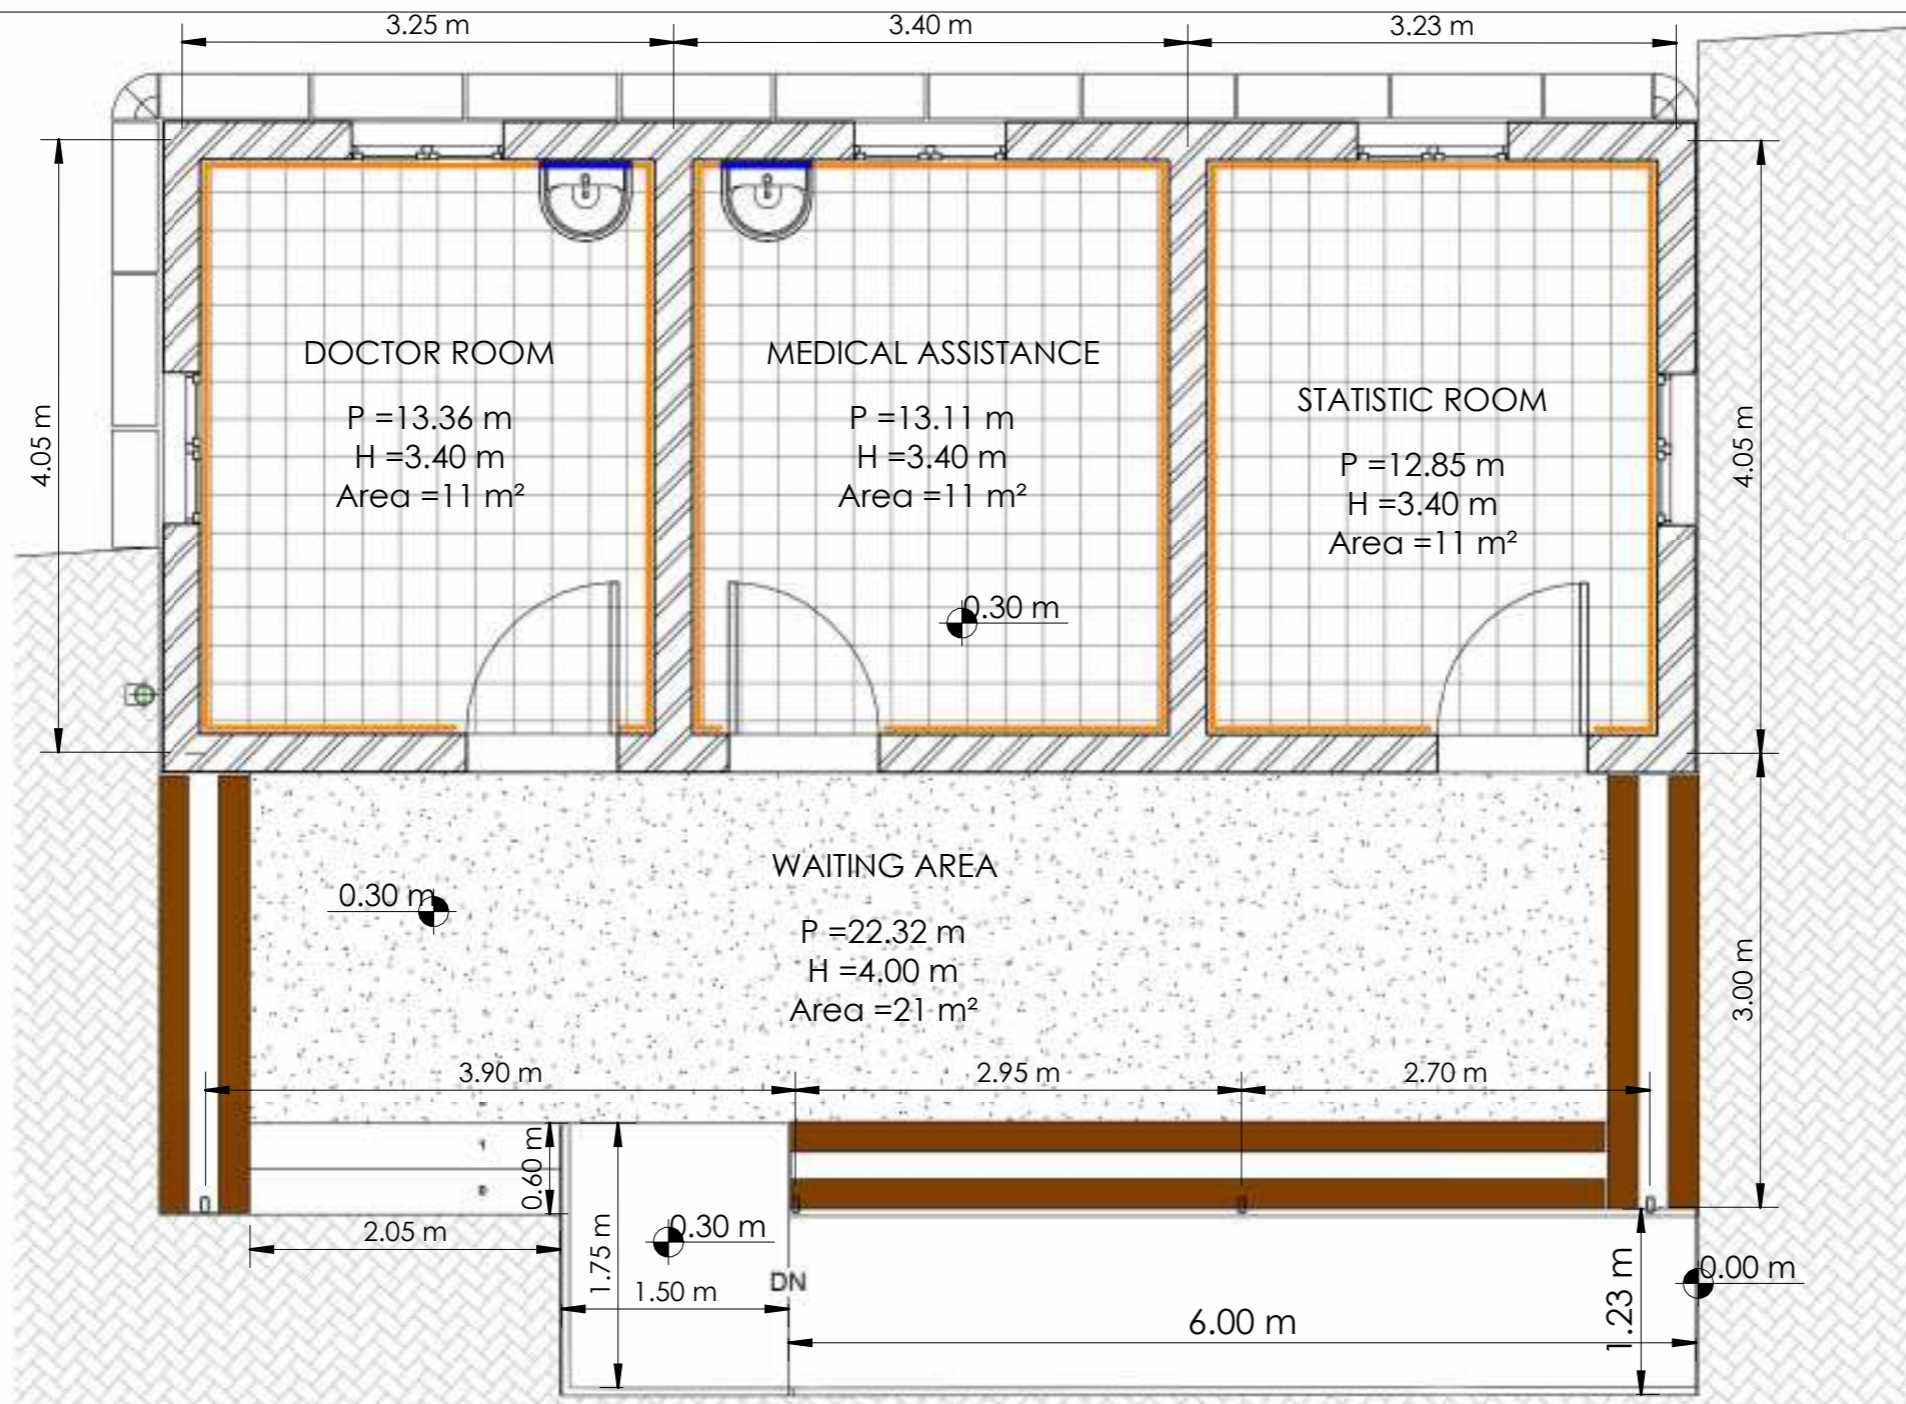 3.25 m
3.40 m
3.23 m
4.05 m
4.05 m
DOCTOR ROOM
P =13.36 m
H =3.40 m
Area =11 m²
MEDICAL ASSISTANCE
P =13.11 m
H =3.40 m
Area =11 m²
STATISTIC ROOM
P =12.85 m
H =3.40 m
Area =11 m²
0.30 m
WAITING AREA
P =22.32 m
H =4.00 m
Area =21 m²
0.30 m
3.00 m
3.90 m
2.95 m
2.70 m
0.60 m
2.05 m
1.75 m
0.30 m
1.50 m
DN
6.00 m
1.23 m
0.00 m